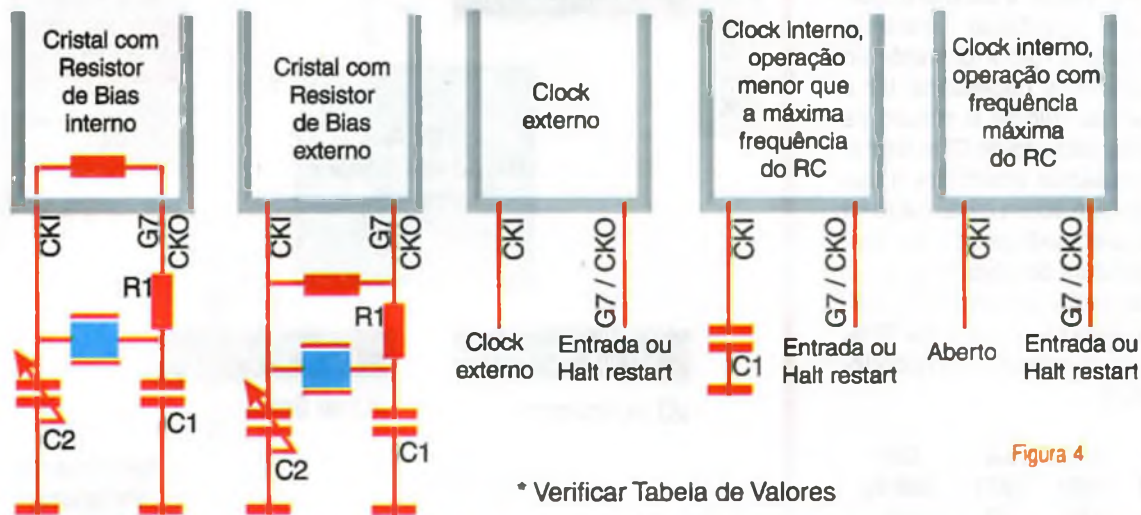 Cristal com
Resistor
de Bias
interno
CKI
G7
CKO
R1
C2
C1
Cristal com
Resistor
de Bias
externo
CKI
G7
CKO
R1
C2
C1
Clock
externo
CKI
G7 / CKO
Clock
externo
Entrada ou
Halt restart
Clock interno,
operação
menor que
a máxima
frequência
do RC
CKI
G7 / CKO
C1
Entrada ou
Halt restart
Clock interno,
operação com
frequência
máxima
do RC
CKI
G7 / CKO
Aberto
Entrada ou
Halt restart
Figura 4
* Verificar Tabela de Valores